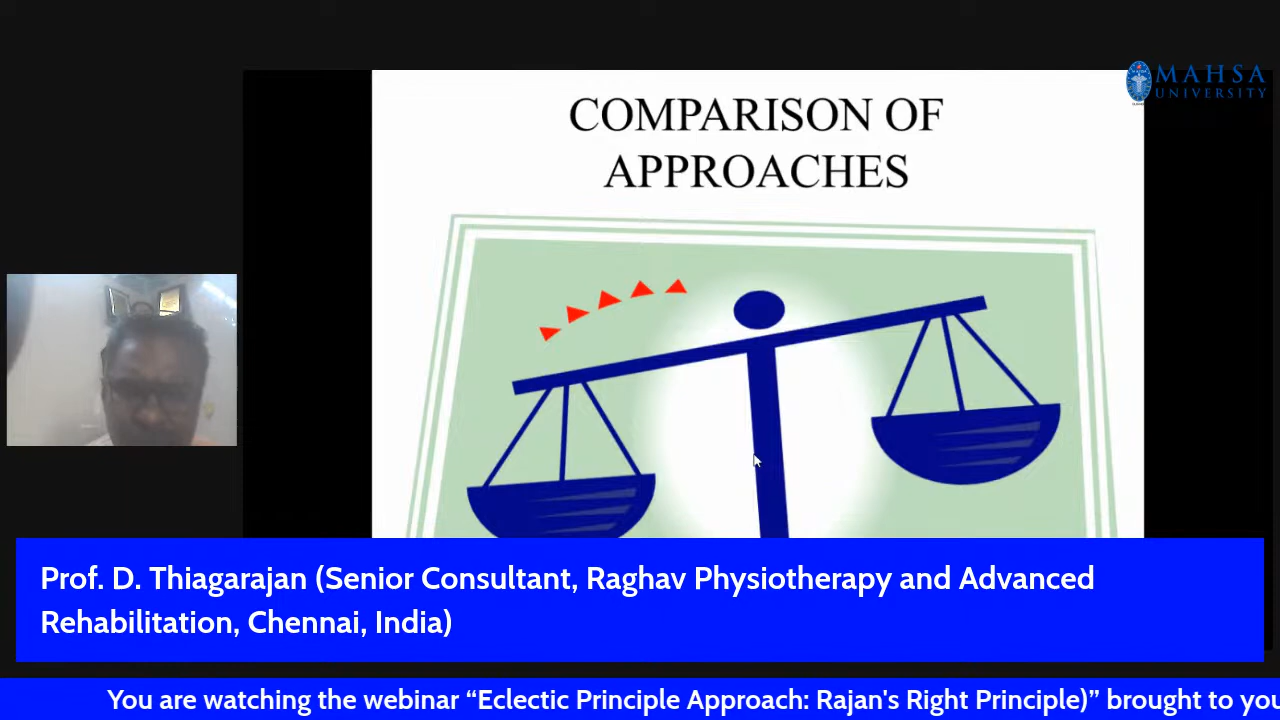 MAHSA
UNIVERSITY
COMPARISON OF
APPROACHES
Prof. D. Thiagarajan (Senior Consultant, Raghav Physiotherapy and Advanced
Rehabilitation, Chennai, India)
You are watching the webinar “Eclectic Principle Approach: Rajan's Right Principle)” brought to you